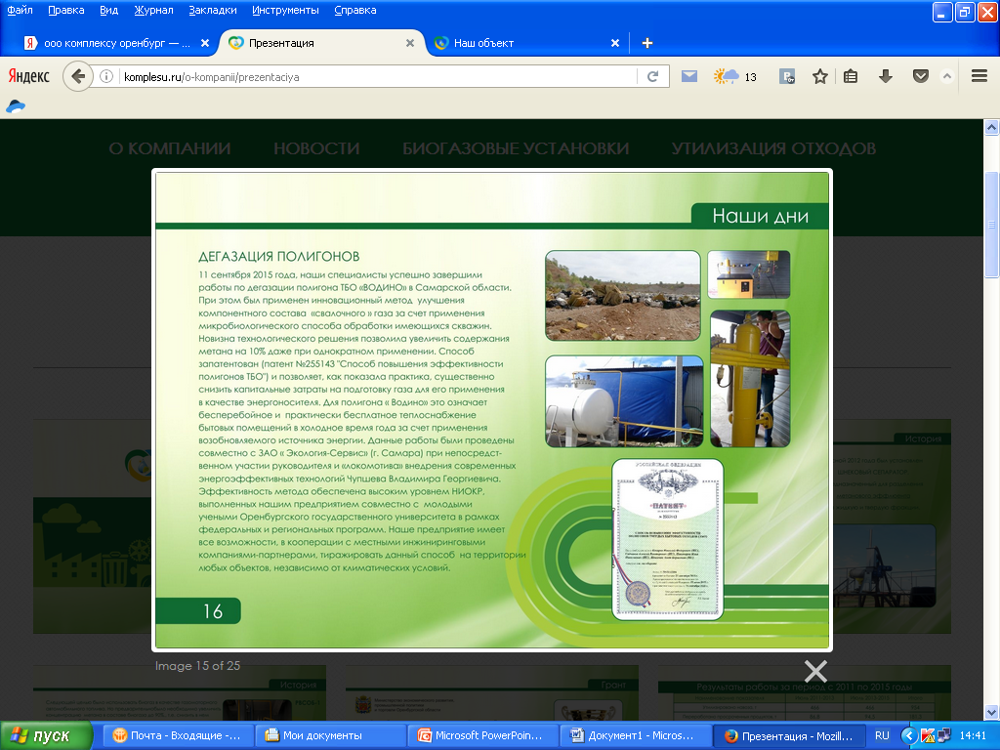 Файл Правка Вид Журнал Закладки Инструменты Справка
ооо комплексу оренбург — ...
Презентация
Наш объект
Яндекс
komplesu.ru/o-kompanii/prezentaciya
13
О КОМПАНИИ НОВОСТИ БИОГАЗОВЫЕ УСТАНОВКИ УТИЛИЗАЦИЯ ОТХОДОВ
Наши дни
ДЕГАЗАЦИЯ ПОЛИГОНОВ
11 сентября 2015 года, наши специалисты успешно завершили
работы по дегазации полигона ТБО «ВОДИНО» в Самарской области.
При этом был применен инновационный метод улучшения
компонентного состава «свалочного » газа за счет применения
микробиологического способа обработки имеющихся скважин.
Новизна технологического решения позволила увеличить содержания
метана на 10% даже при однократном применении. Способ
запатентован (патент №255143 "Способ повышения эффективности
полигонов ТБО") и позволяет, как показала практика, существенно
снизить капитальные затраты на подготовку газа для его применения
в качестве энергоносителя. Для полигона « Водино» это означает
бесперебойное и практически бесплатное теплоснабжение
бытовых помещений в холодное время года за счет применения
возобновляемого источника энергии. Данные работы были проведены
совместно с ЗАО « Экология-Сервис» (г. Самара) при непосредст-
венном участии руководителя и «локомотива» внедрения современных
энергоэффективных технологий Чупшева Владимира Георгиевича.
Эффективность метода обеспечена высоким уровнем НИОКР,
выполненных нашим предприятием совместно с молодыми
учеными Оренбургского государственного университета в рамках
федеральных и региональных программ. Наше предприятие имеет
все возможности, в кооперации с местными инжиниринговыми
компаниями-партнерами, тиражировать данный способ на территории
любых объектов, независимо от климатических условий.
РОССИЙСКАЯ ФЕДЕРАЦИЯ
ПАТЕНТ
16
Image 15 of 25
История
История
Грант
Результаты работы за период с 2011 по 2015 годы
пуск
Почта - Входящие -...
Мои документы
Microsoft PowerPoin...
Документ1 - Micros...
Презентация - Mozill...
RU
14:41